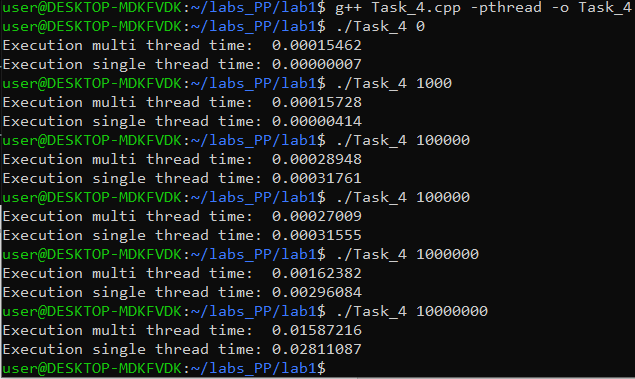 user@DESKTOP-MDKFVDK:~/labs_PP/lab1$ g++ Task_4.cpp -pthread -o Task_4
user@DESKTOP-MDKFVDK:~/labs_PP/lab1$ ./Task_4 0
Execution multi thread time:  0.00015462
Execution single thread time: 0.00000007
user@DESKTOP-MDKFVDK:~/labs_PP/lab1$ ./Task_4 1000
Execution multi thread time:  0.00015728
Execution single thread time: 0.00000414
user@DESKTOP-MDKFVDK:~/labs_PP/lab1$ ./Task_4 100000
Execution multi thread time:  0.00028948
Execution single thread time: 0.00031761
user@DESKTOP-MDKFVDK:~/labs_PP/lab1$ ./Task_4 100000
Execution multi thread time:  0.00027009
Execution single thread time: 0.00031555
user@DESKTOP-MDKFVDK:~/labs_PP/lab1$ ./Task_4 1000000
Execution multi thread time:  0.00162382
Execution single thread time: 0.00296084
user@DESKTOP-MDKFVDK:~/labs_PP/lab1$ ./Task_4 10000000
Execution multi thread time:  0.01587216
Execution single thread time: 0.02811087
user@DESKTOP-MDKFVDK:~/labs_PP/lab1$